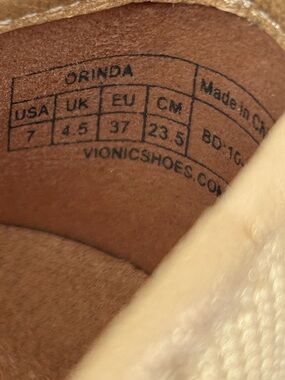 ORINDA
USA UK EU CM
7 4.5 37 23.5
Made in
VIONICSHOES.CO